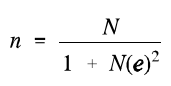 n = N / 1 + N(e)²